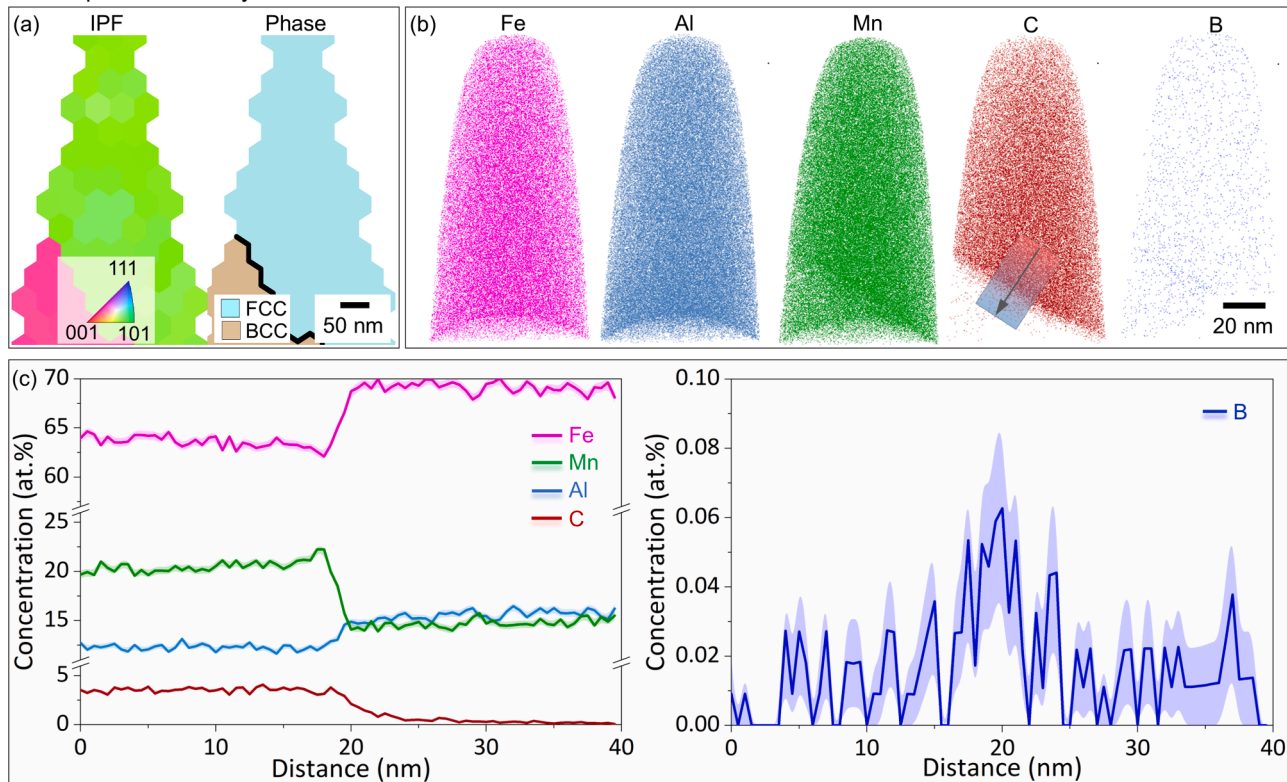 (a) IPF Phase
111
001 101
FCC
BCC
50 nm
(b) Fe Al Mn C B
20 nm
(c)
Concentration (at.%)
70
65
60
25
20
15
5
0
Fe
Mn
Al
C
0 10 20 30 40
Distance (nm)
Concentration (at.%)
0.10
0.08
0.06
0.04
0.02
0.00
B
0 10 20 30 40
Distance (nm)